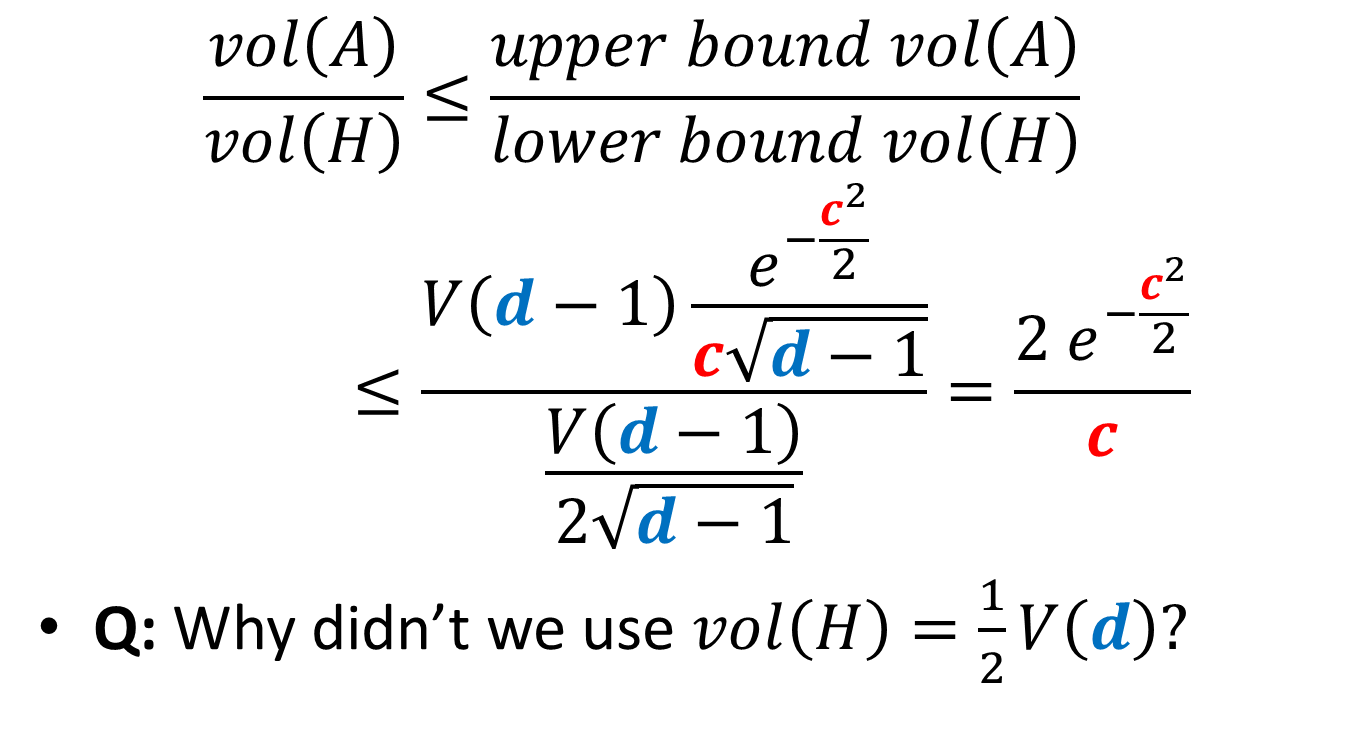 vol(A)/vol(H) ≤ upper bound vol(A)/lower bound vol(H)
≤ (V(d − 1) e^(−c²/2)/(c√(d − 1)))/(V(d − 1)/(2√(d − 1))) = 2 e^(−c²/2)/c
• Q: Why didn’t we use vol(H) = 1/2 V(d)?